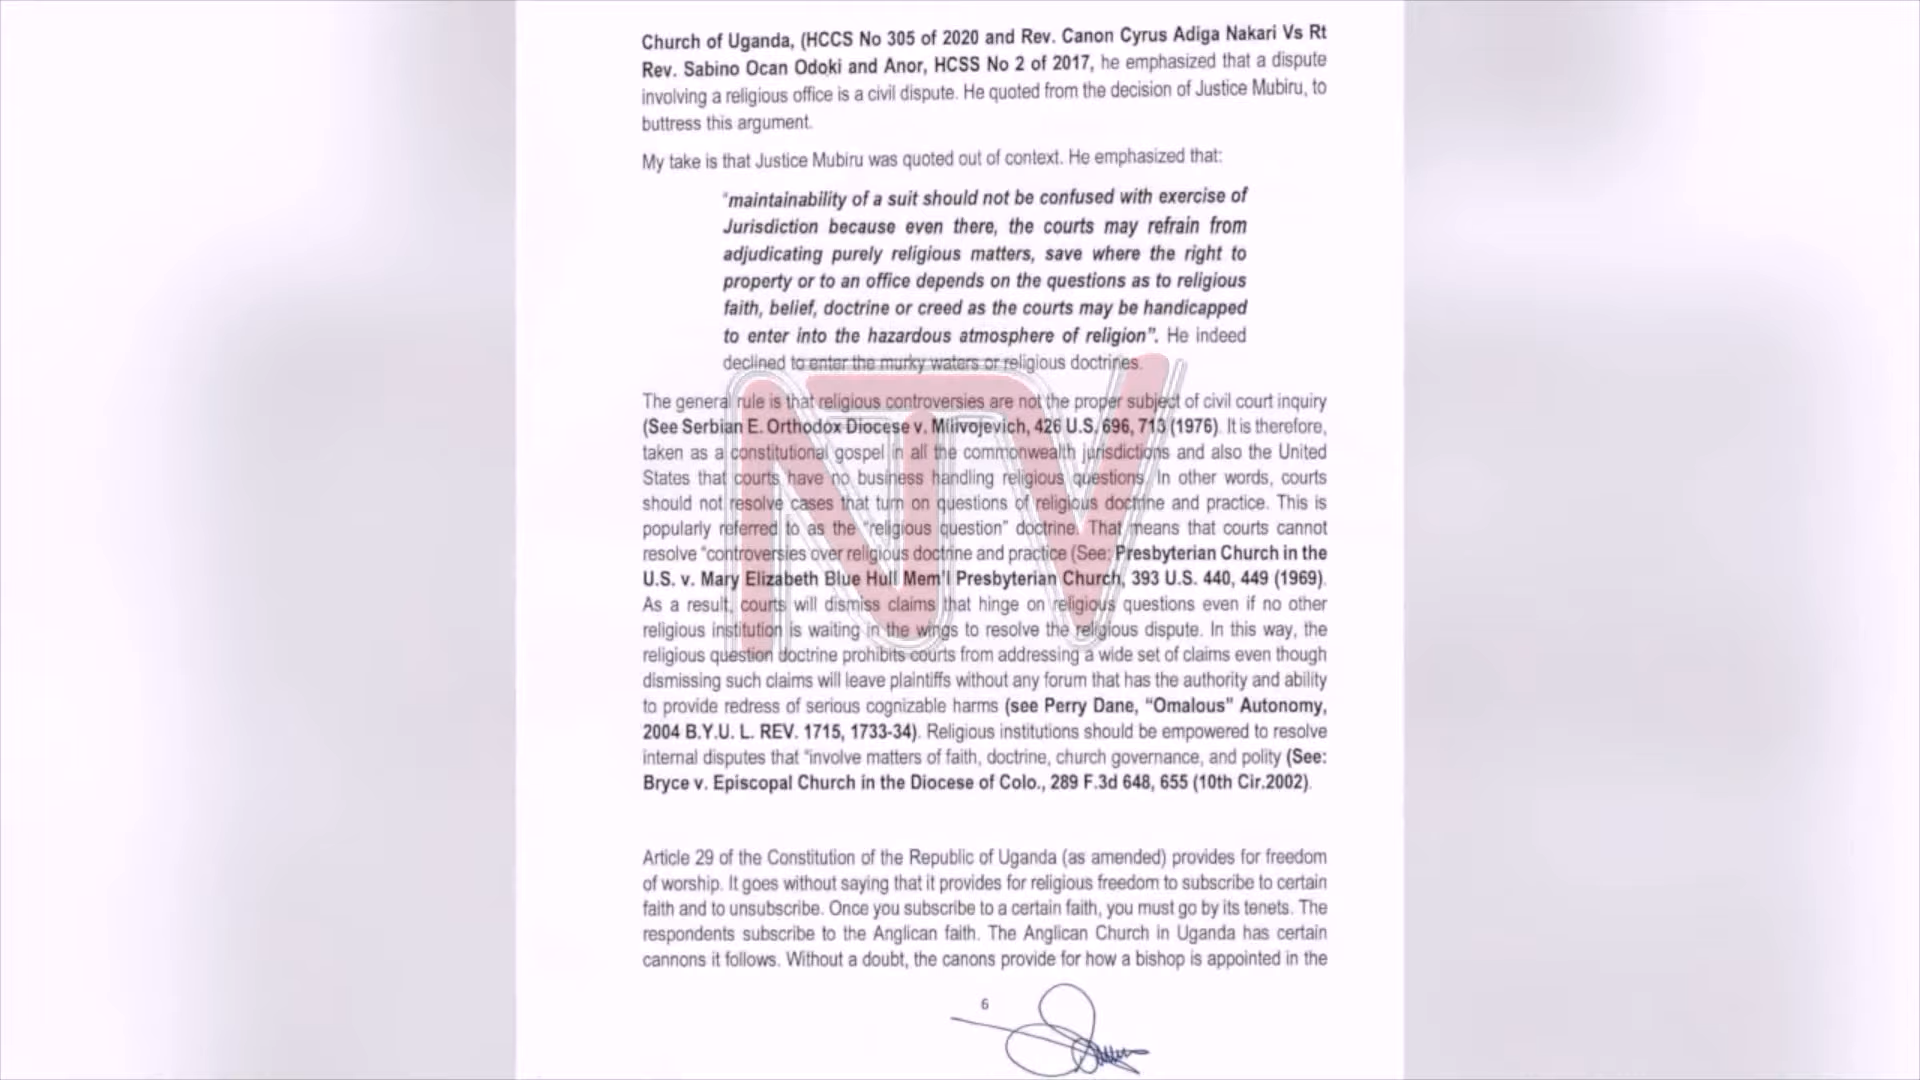 Church of Uganda, (HCCS No 305 of 2020 and Rev. Canon Cyrus Adiga Nakari Vs Rt
Rev. Sabino Ocan Odoki and Anor, HCSS No 2 of 2017, he emphasized that a dispute
involving a religious office is a civil dispute. He quoted from the decision of Justice Mubiru, to
buttress this argument.
My take is that Justice Mubiru was quoted out of context. He emphasized that:
"maintainability of a suit should not be confused with exercise of
Jurisdiction because even there, the courts may refrain from
adjudicating purely religious matters, save where the right to
property or to an office depends on the questions as to religious
faith, belief, doctrine or creed as the courts may be handicapped
to enter into the hazardous atmosphere of religion". He indeed
declined to enter the murky waters or religious doctrines.
The general rule is that religious controversies are not the proper subject of civil court inquiry
(See Serbian E. Orthodox Diocese v. Milivojevich, 426 U.S, 696, 713 (1976). It is therefore,
taken as a constitutional gospel in all the commonwealth jurisdictions and also the United
States that courts have no business handling religious questions. In other words, courts
should not resolve cases that turn on questions of religious doctrine and practice. This is
popularly referred to as the "religious question" doctrine. That means that courts cannot
resolve "controversies over religious doctrine and practice (See: Presbyterian Church in the
U.S. v. Mary Elizabeth Blue Hull Mem'l Presbyterian Church, 393 U.S. 440, 449 (1969).
As a result, courts will dismiss claims that hinge on religious questions even if no other
religious institution is waiting in the wings to resolve the religious dispute. In this way, the
religious question doctrine prohibits courts from addressing a wide set of claims even though
dismissing such claims will leave plaintiffs without any forum that has the authority and ability
to provide redress of serious cognizable harms (see Perry Dane, "Omalous" Autonomy,
2004 B.Y.U. L. REV. 1715, 1733-34). Religious institutions should be empowered to resolve
internal disputes that "involve matters of faith, doctrine, church governance, and polity (See:
Bryce v. Episcopal Church in the Diocese of Colo., 289 F.3d 648, 655 (10th Cir.2002).
Article 29 of the Constitution of the Republic of Uganda (as amended) provides for freedom
of worship. It goes without saying that it provides for religious freedom to subscribe to certain
faith and to unsubscribe. Once you subscribe to a certain faith, you must go by its tenets. The
respondents subscribe to the Anglican faith. The Anglican Church in Uganda has certain
cannons it follows. Without a doubt, the canons provide for how a bishop is appointed in the
6
NTV